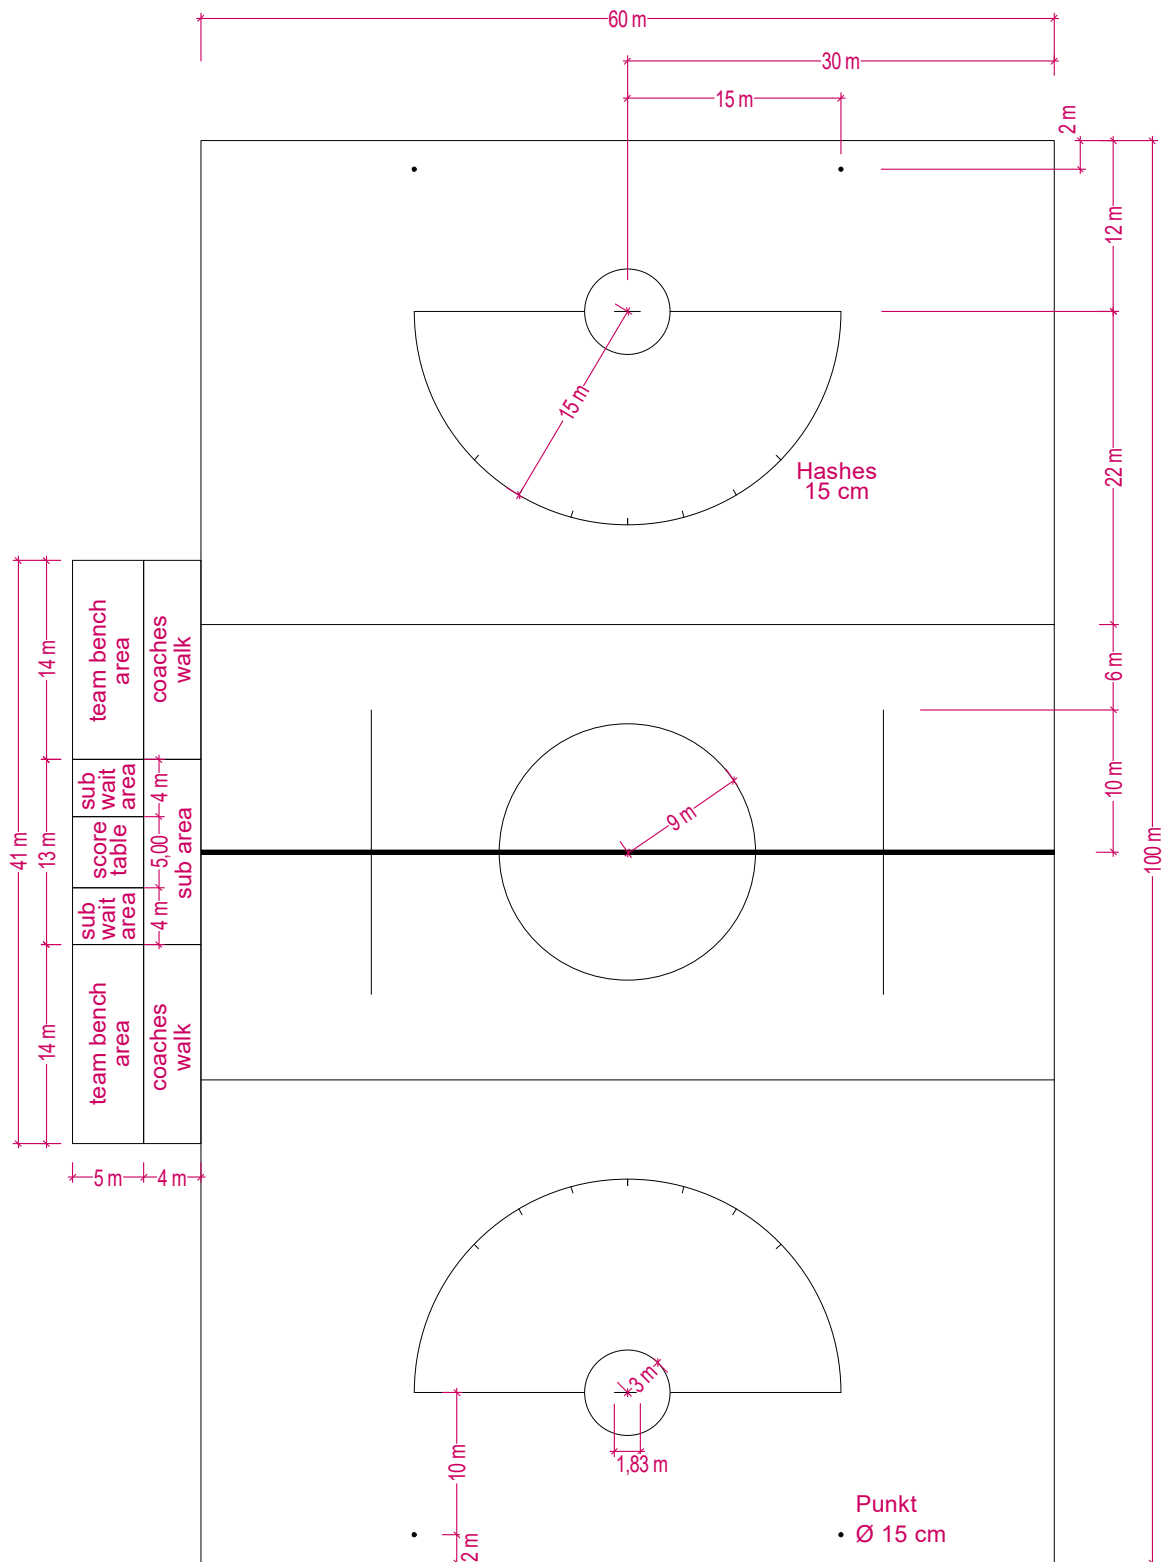 60 m
30 m
15 m
2 m
12 m
15 m
Hashes
15 cm
22 m
team bench
area
coaches
walk
14 m
6 m
sub
wait
area
4 m
sub area
10 m
9 m
score
table
5,00
13 m
41 m
100 m
sub
wait
area
4 m
team bench
area
coaches
walk
14 m
5 m
4 m
3 m
1,83 m
10 m
2 m
Punkt
Ø 15 cm